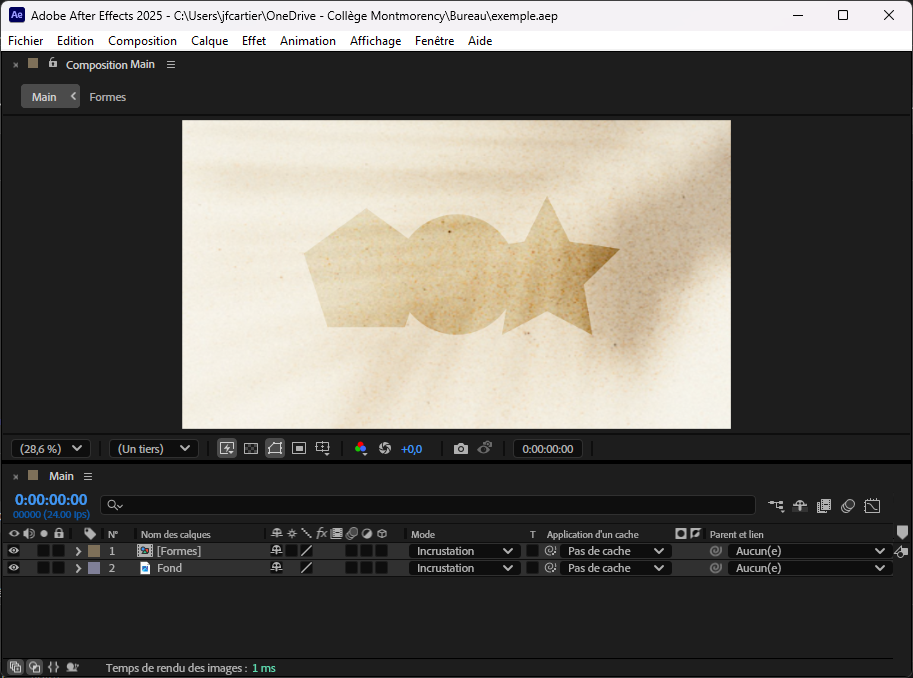 Ae Adobe After Effects 2025 - C:\Users\jfcartier\OneDrive - Collège Montmorency\Bureau\exemple.aep
Fichier Edition Composition Calque Effet Animation Affichage Fenêtre Aide
Composition Main
Main Formes
(28,6 %) (Un tiers) +0,0 0:00:00:00
Main
0:00:00:00
00000 (24.00 fps)
N° Nom des calques fx Mode T Application d'un cache Parent et lien
1 [Formes] Incrustation Pas de cache Aucun(e)
2 Fond Incrustation Pas de cache Aucun(e)
Temps de rendu des images : 1 ms